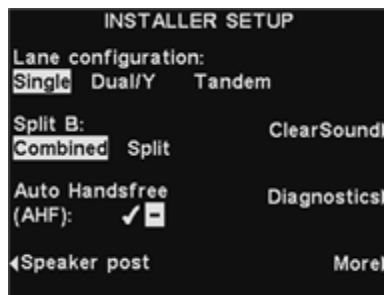 INSTALLER SETUP
Lane configuration:
Single Dual/Y Tandem
Split B:
Combined Split
ClearSound
Auto Handsfree
(AHF): ✓ –
Diagnostics
Speaker post
More